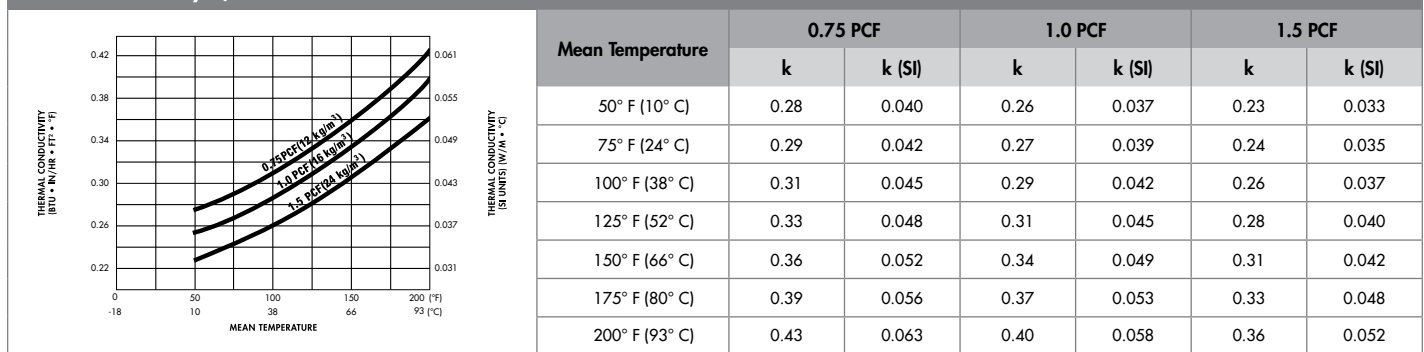 0.42
0.38
0.34
0.30
0.26
0.22
0.061
0.055
0.049
0.043
0.037
0.031
THERMAL CONDUCTIVITY
(BTU • IN/HR • FT² • °F)
THERMAL CONDUCTIVITY
(SI UNITS) (W/M • °C)
0.75PCF(12 kg/m³)
1.0 PCF(16 kg/m³)
1.5 PCF(24 kg/m³)
0 50 100 150 200 (°F)
-18 10 38 66 93 (°C)
MEAN TEMPERATURE
Mean Temperature 0.75 PCF 1.0 PCF 1.5 PCF
k k (SI) k k (SI) k k (SI)
50° F (10° C) 0.28 0.040 0.26 0.037 0.23 0.033
75° F (24° C) 0.29 0.042 0.27 0.039 0.24 0.035
100° F (38° C) 0.31 0.045 0.29 0.042 0.26 0.037
125° F (52° C) 0.33 0.048 0.31 0.045 0.28 0.040
150° F (66° C) 0.36 0.052 0.34 0.049 0.31 0.042
175° F (80° C) 0.39 0.056 0.37 0.053 0.33 0.048
200° F (93° C) 0.43 0.063 0.40 0.058 0.36 0.052